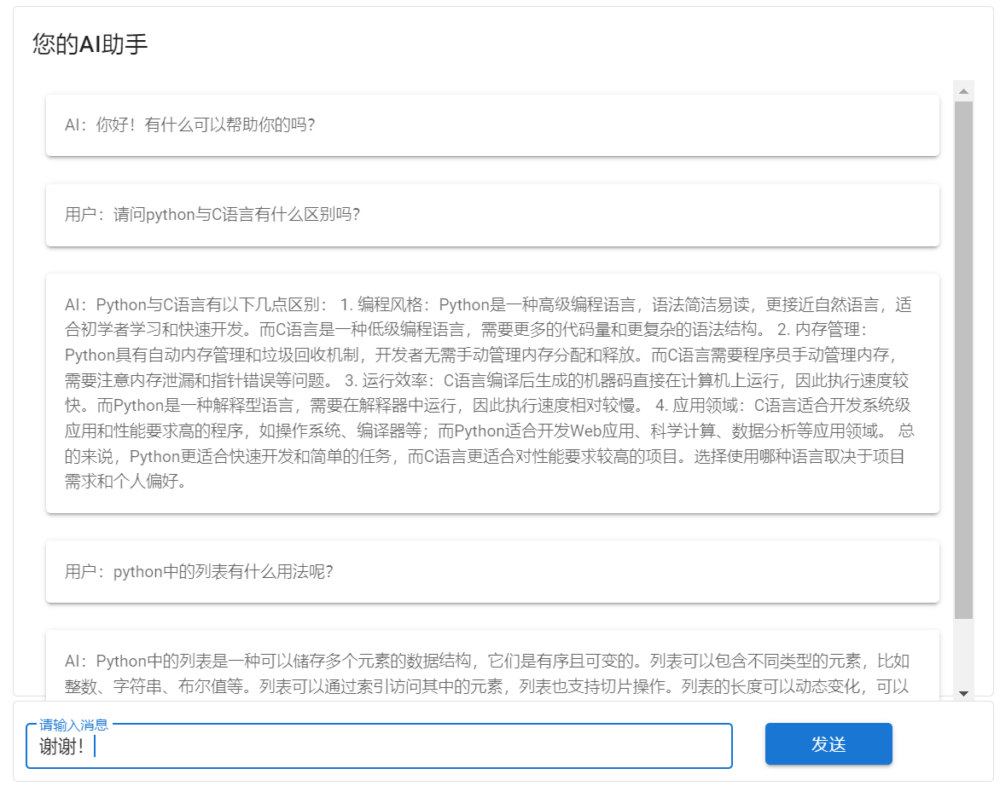 您的AI助手
AI：你好！有什么可以帮助你的吗？
用户：请问python与C语言有什么区别吗？
AI：Python与C语言有以下几点区别： 1. 编程风格：Python是一种高级编程语言，语法简洁易读，更接近自然语言，适
合初学者学习和快速开发。而C语言是一种低级编程语言，需要更多的代码量和更复杂的语法结构。 2. 内存管理：
Python具有自动内存管理和垃圾回收机制，开发者无需手动管理内存分配和释放。而C语言需要程序员手动管理内存，
需要注意内存泄漏和指针错误等问题。 3. 运行效率：C语言编译后生成的机器码直接在计算机上运行，因此执行速度较
快。而Python是一种解释型语言，需要在解释器中运行，因此执行速度相对较慢。 4. 应用领域：C语言适合开发系统级
应用和性能要求高的程序，如操作系统、编译器等；而Python适合开发Web应用、科学计算、数据分析等应用领域。 总
的来说，Python更适合快速开发和简单的任务，而C语言更适合对性能要求较高的项目。选择使用哪种语言取决于项目
需求和个人偏好。
用户：python中的列表有什么用法呢？
AI：Python中的列表是一种可以储存多个元素的数据结构，它们是有序且可变的。列表可以包含不同类型的元素，比如
整数、字符串、布尔值等。列表可以通过索引访问其中的元素，列表也支持切片操作。列表的长度可以动态变化，可以
请输入消息
谢谢！
发送